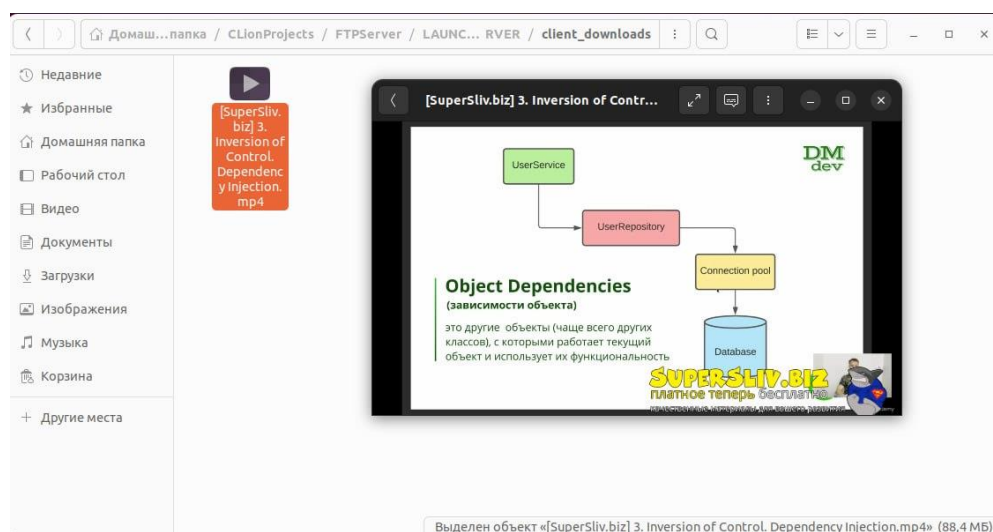 Домаш...папка / CLionProjects / FTPServer / LAUNC... RVER / client_downloads
Недавние
Избранные
Домашняя папка
Рабочий стол
Видео
Документы
Загрузки
Изображения
Музыка
Корзина
Другие места
[SuperSliv.
biz] 3.
Inversion of
Control.
Dependenc
y Injection.
mp4
[SuperSliv.biz] 3. Inversion of Contr...
DM
dev
UserService
UserRepository
Connection pool
Database
Object Dependencies
(зависимости объекта)
это другие объекты (чаще всего других
классов), с которыми работает текущий
объект и использует их функциональность
SUPERSLIV.BIZ
платное теперь бесплатно
Выделен объект «[SuperSliv.biz] 3. Inversion of Control. Dependency Injection.mp4» (88,4 МБ)